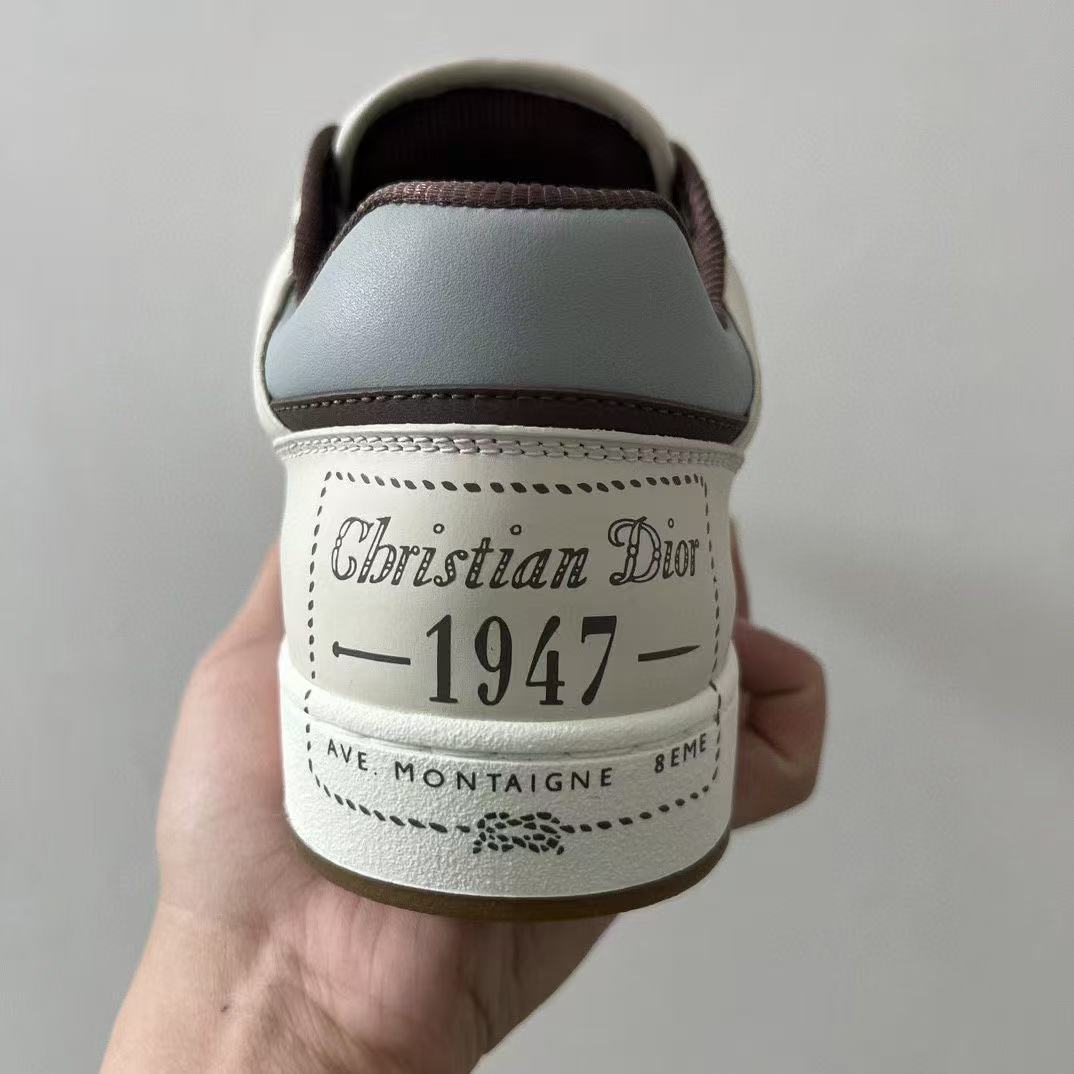 Christian Dior
1947
AVE. MONTAIGNE 8EME